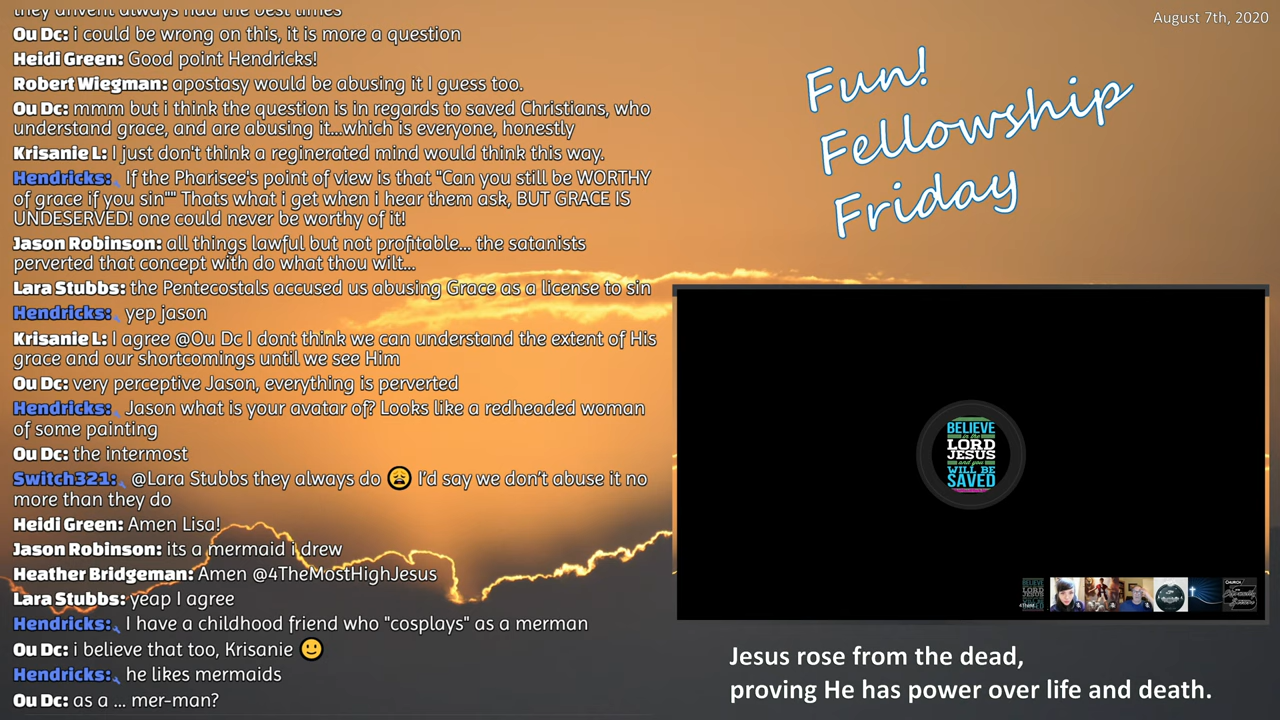 they drivent always had the best times
Ou Dc: i could be wrong on this, it is more a question
Heidi Green: Good point Hendricks!
Robert Wiegman: apostasy would be abusing it I guess too.
Ou Dc: mmm but i think the question is in regards to saved Christians, who
understand grace, and are abusing it...which is everyone, honestly
Krisanie L: I just don't think a reginerated mind would think this way.
Hendricks: If the Pharisee's point of view is that "Can you still be WORTHY
of grace if you sin"" Thats what i get when i hear them ask, BUT GRACE IS
UNDESERVED! one could never be worthy of it!
Jason Robinson: all things lawful but not profitable... the satanists
perverted that concept with do what thou wilt...
Lara Stubbs: the Pentecostals accused us abusing Grace as a license to sin
Hendricks: yep jason
Krisanie L: I agree @Ou Dc I dont think we can understand the extent of His
grace and our shortcomings until we see Him
Ou Dc: very perceptive Jason, everything is perverted
Hendricks: Jason what is your avatar of? Looks like a redheaded woman
of some painting
Ou Dc: the intermost
Switch321: @Lara Stubbs they always do 😩 I'd say we don't abuse it no
more than they do
Heidi Green: Amen Lisa!
Jason Robinson: its a mermaid i drew
Heather Bridgeman: Amen @4TheMostHighJesus
Lara Stubbs: yeap I agree
Hendricks: I have a childhood friend who "cosplays" as a merman
Ou Dc: i believe that too, Krisanie 🙂
Hendricks: he likes mermaids
Ou Dc: as a ... mer-man?
August 7th, 2020
Fun!
Fellowship
Friday
BELIEVE
in the
LORD
JESUS
and you
WILL BE
SAVED
Jesus rose from the dead,
proving He has power over life and death.